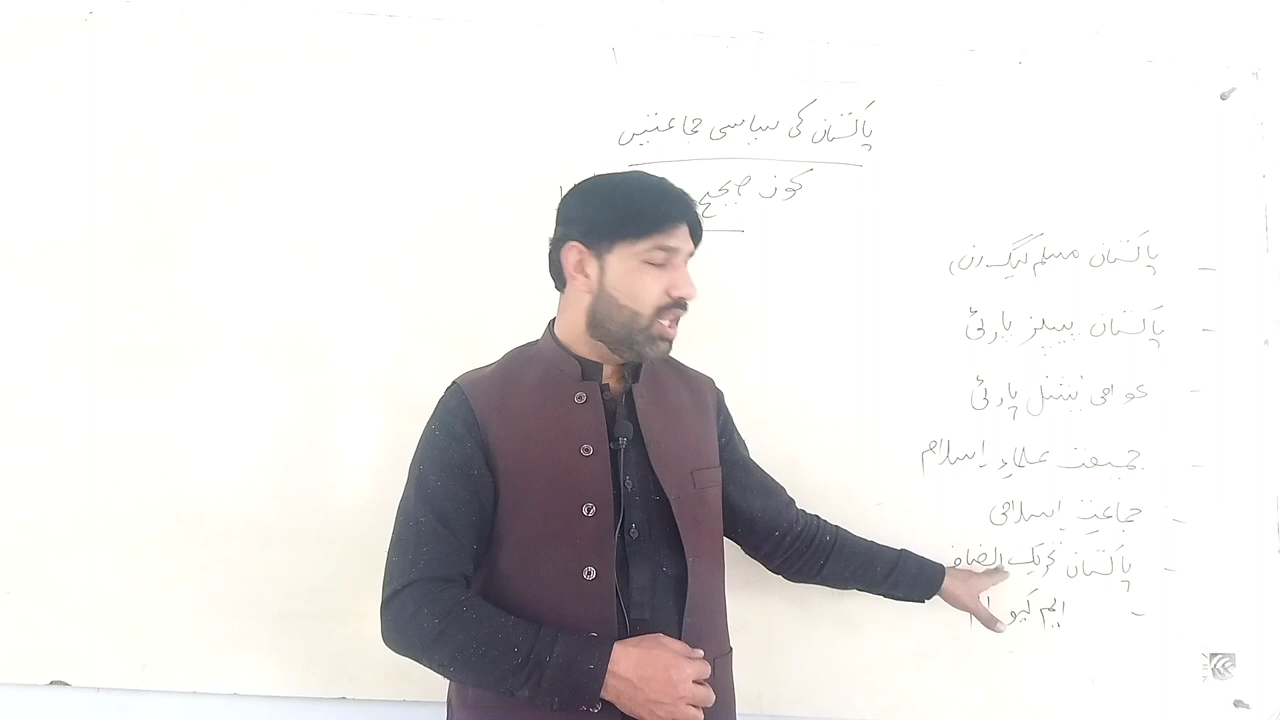 پاکستان کی سیاسی جماعتیں
کون صحیح
پاکستان مسلم لیگ (ن)
پاکستان پیپلز پارٹی
عوامی نیشنل پارٹی
جمیعت علماءِ اسلام
جماعت اسلامی
پاکستان تحریک انصاف
ایم کیو